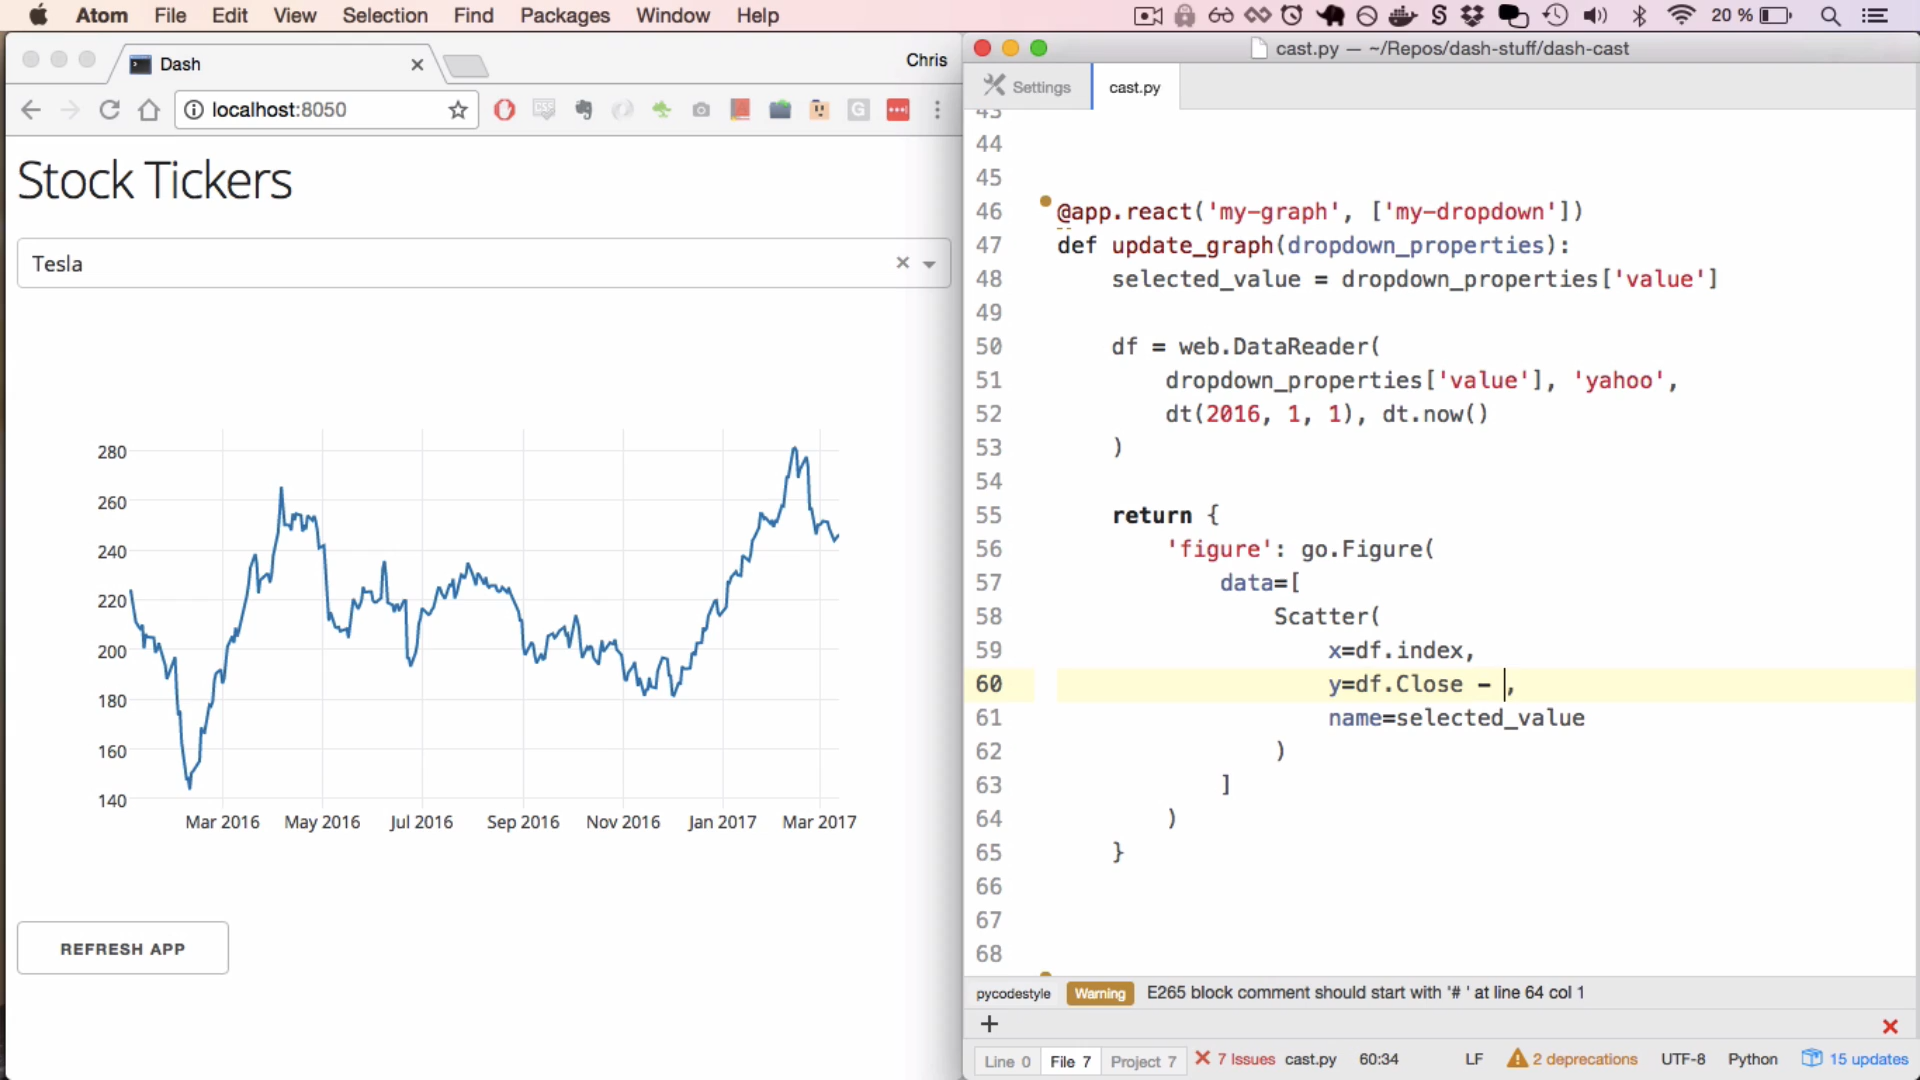 Atom File Edit View Selection Find Packages Window Help 20 %
Dash
Chris
localhost:8050
Stock Tickers
Tesla
280
260
240
220
200
180
160
140
Mar 2016 May 2016 Jul 2016 Sep 2016 Nov 2016 Jan 2017 Mar 2017
REFRESH APP
cast.py — ~/Repos/dash-stuff/dash-cast
Settings cast.py
43
44
45
46 @app.react('my-graph', ['my-dropdown'])
47 def update_graph(dropdown_properties):
48 selected_value = dropdown_properties['value']
49
50 df = web.DataReader(
51 dropdown_properties['value'], 'yahoo',
52 dt(2016, 1, 1), dt.now()
53 )
54
55 return {
56 'figure': go.Figure(
57 data=[
58 Scatter(
59 x=df.index,
60 y=df.Close - ,
61 name=selected_value
62 )
63 ]
64 )
65 }
66
67
68
pycodestyle Warning E265 block comment should start with '# ' at line 64 col 1
+
Line 0 File 7 Project 7 7 Issues cast.py 60:34 LF 2 deprecations UTF-8 Python 15 updates